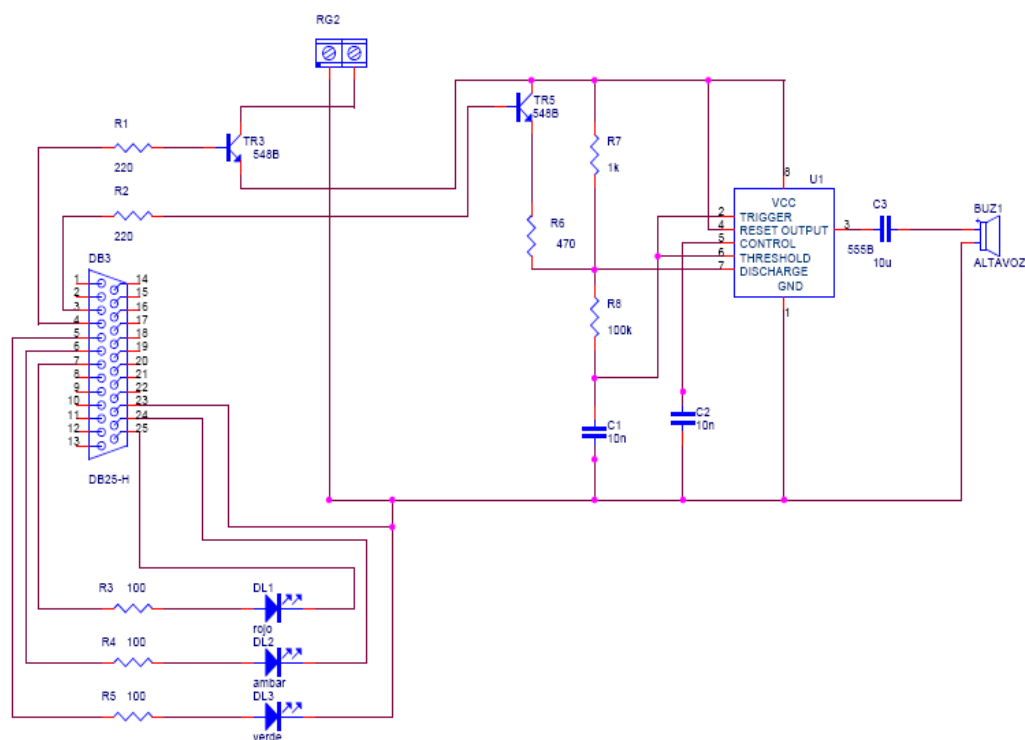 RG2
R1
220
TR3
548B
R2
220
TR5
548B
R7
1k
R6
470
R8
100k
U1
8
VCC
2 TRIGGER
4 RESET OUTPUT 3
5 CONTROL
6 THRESHOLD
7 DISCHARGE
GND
1
555B
C3
10u
BUZ1
+
ALTAVOZ
C1
10n
C2
10n
DB3
1 14
2 15
3 16
4 17
5 18
6 19
7 20
8 21
9 22
10 23
11 24
12 25
13
DB25-H
R3 100
DL1
rojo
R4 100
DL2
ambar
R5 100
DL3
verde